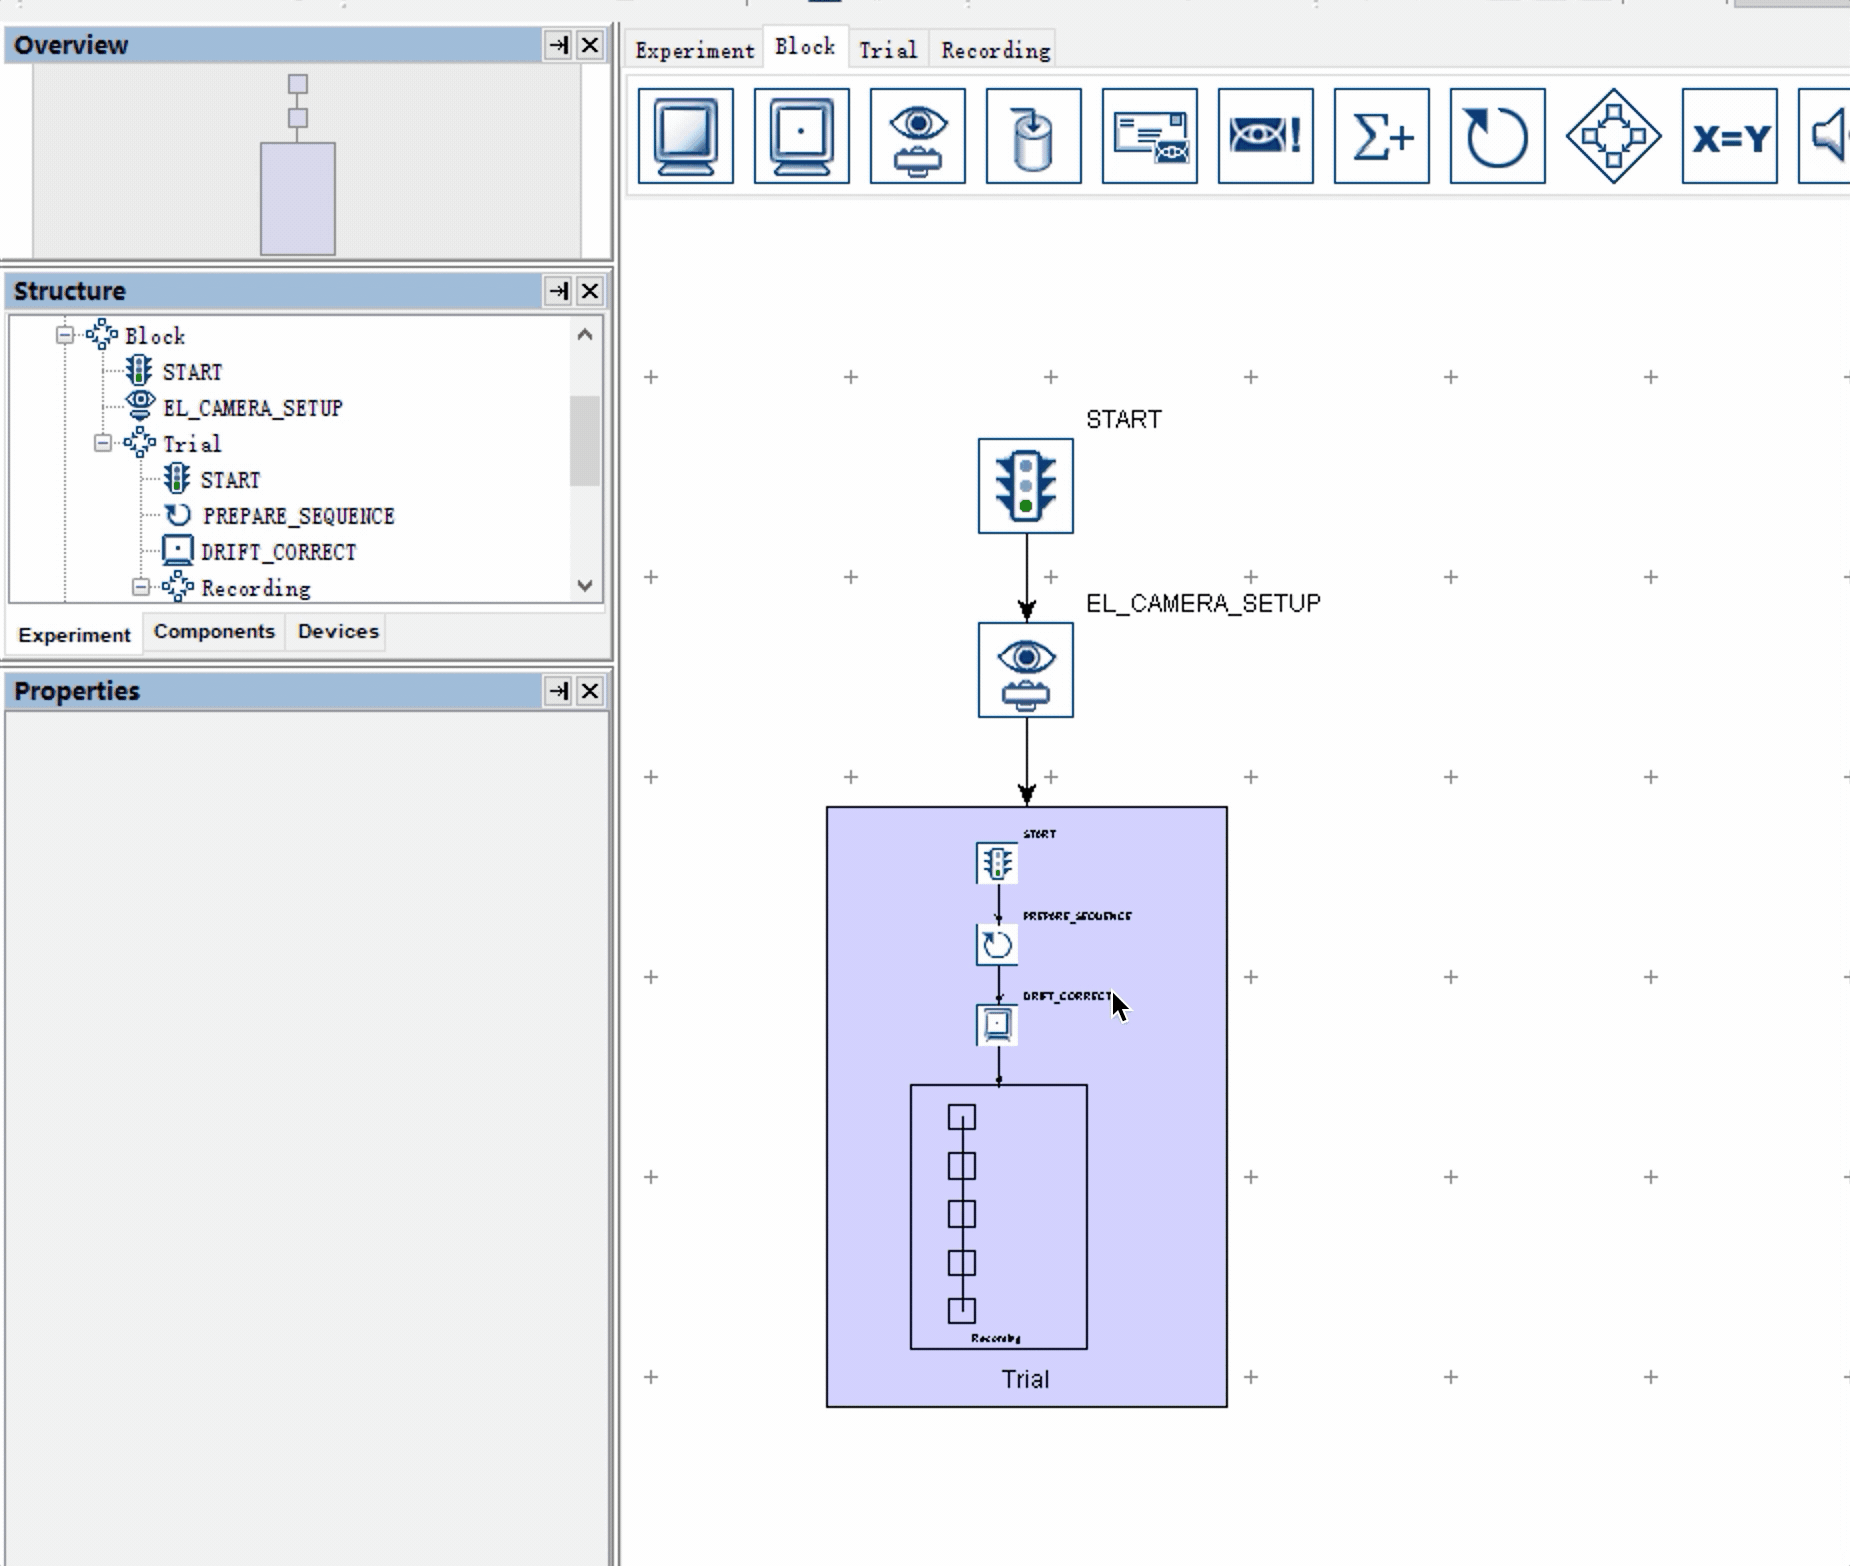 Overview
Structure
Block
START
EL_CAMERA_SETUP
Trial
START
PREPARE_SEQUENCE
DRIFT_CORRECT
Recording
Experiment Components Devices
Properties
Experiment Block Trial Recording
Σ+
X=Y
START
EL_CAMERA_SETUP
START
PREPARE_SEQUENCE
DRIFT_CORRECT
Recording
Trial